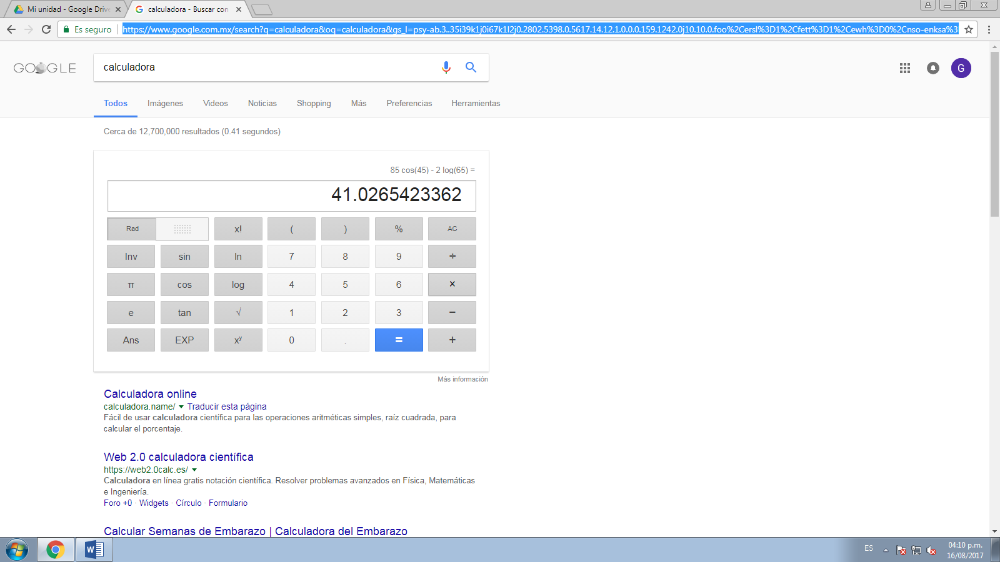 Mi unidad - Google Drive
calculadora - Buscar con
Es seguro
https://www.google.com.mx/search?q=calculadora&oq=calculadora&gs_l=psy-ab.3..35i39k1j0i67k1l2j0.2802.5398.0.5617.14.12.1.0.0.0.159.1242.0j10.10.0.foo%2Cersl%3D1%2Cfett%3D1%2Cewh%3D0%2Cnso-enksa%3
GOOGLE
calculadora
G
Todos Imágenes Videos Noticias Shopping Más Preferencias Herramientas
Cerca de 12,700,000 resultados (0.41 segundos)
85 cos(45) - 2 log(65) =
41.0265423362
Rad x! ( ) % AC
Inv sin ln 7 8 9 ÷
π cos log 4 5 6 ×
e tan √ 1 2 3 −
Ans EXP xʸ 0 . = +
Más información
Calculadora online
calculadora.name/ Traducir esta página
Fácil de usar calculadora científica para las operaciones aritméticas simples, raíz cuadrada, para
calcular el porcentaje.
Web 2.0 calculadora científica
https://web2.0calc.es/
Calculadora en línea gratis notación científica. Resolver problemas avanzados en Física, Matemáticas
e Ingeniería.
Foro +0 · Widgets · Círculo · Formulario
Calcular Semanas de Embarazo | Calculadora del Embarazo
W
ES
04:10 p.m.
16/08/2017